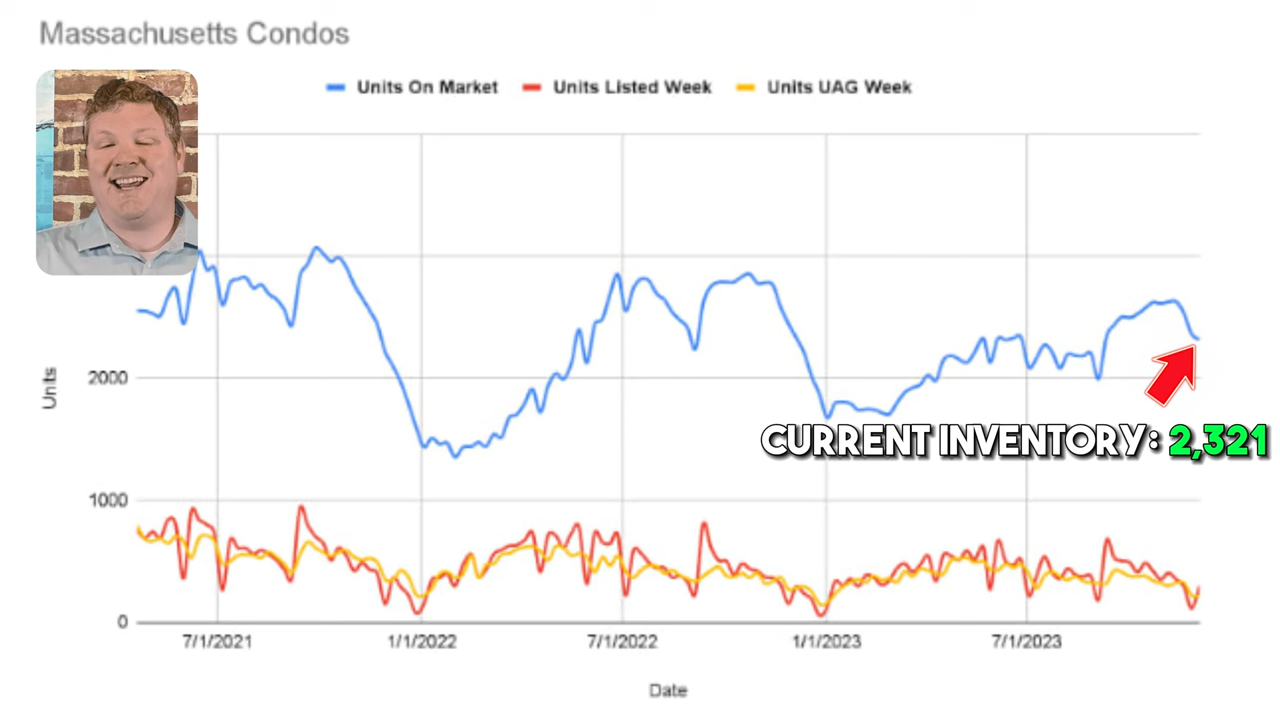 Massachusetts Condos
Units On Market
Units Listed Week
Units UAG Week
Units
2000
1000
0
CURRENT INVENTORY: 2,321
7/1/2021
1/1/2022
7/1/2022
1/1/2023
7/1/2023
Date